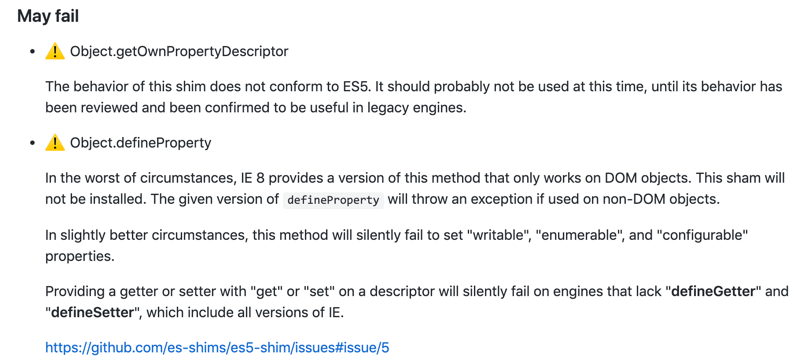 May fail
• ⚠️ Object.getOwnPropertyDescriptor
The behavior of this shim does not conform to ES5. It should probably not be used at this time, until its behavior has
been reviewed and been confirmed to be useful in legacy engines.
• ⚠️ Object.defineProperty
In the worst of circumstances, IE 8 provides a version of this method that only works on DOM objects. This sham will
not be installed. The given version of defineProperty will throw an exception if used on non-DOM objects.
In slightly better circumstances, this method will silently fail to set "writable", "enumerable", and "configurable"
properties.
Providing a getter or setter with "get" or "set" on a descriptor will silently fail on engines that lack "defineGetter" and
"defineSetter", which include all versions of IE.
https://github.com/es-shims/es5-shim/issues#issue/5